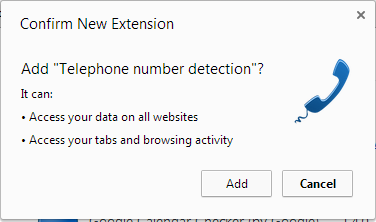 Confirm New Extension
Add "Telephone number detection"?
It can:
• Access your data on all websites
• Access your tabs and browsing activity
Add Cancel